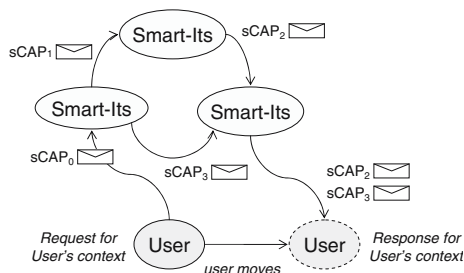 Smart-Its
sCAP2
sCAP1
Smart-Its
Smart-Its
sCAP0
sCAP3
sCAP2
sCAP3
Request for
User's context
User
User
Response for
User's context
user moves